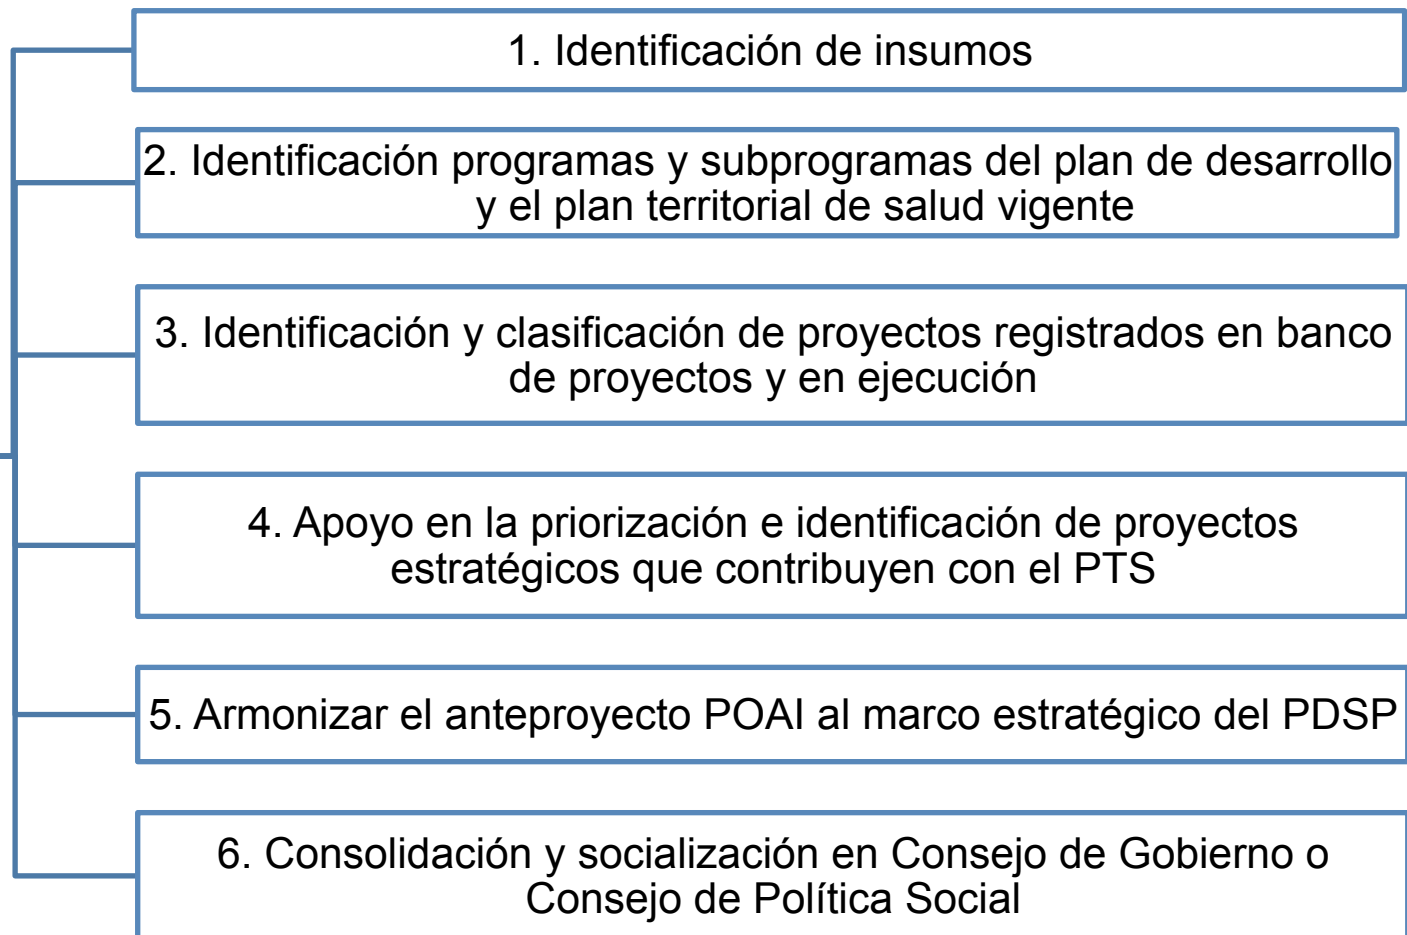 1. Identificación de insumos
2. Identificación programas y subprogramas del plan de desarrollo
y el plan territorial de salud vigente
3. Identificación y clasificación de proyectos registrados en banco
de proyectos y en ejecución
4. Apoyo en la priorización e identificación de proyectos
estratégicos que contribuyen con el PTS
5. Armonizar el anteproyecto POAI al marco estratégico del PDSP
6. Consolidación y socialización en Consejo de Gobierno o
Consejo de Política Social